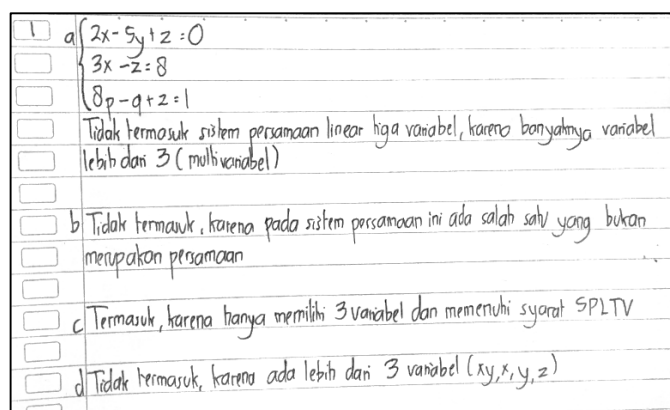 1 a { 2x - 5y + z = 0
3x - z = 8
8p - q + z = 1
Tidak termasuk sistem persamaan linear tiga variabel, karena banyaknya variabel
lebih dari 3 (multivariabel)
b Tidak termasuk, karena pada sistem persamaan ini ada salah satu yang bukan
merupakan persamaan
c Termasuk, karena hanya memiliki 3 variabel dan memenuhi syarat SPLTV
d Tidak termasuk, karena ada lebih dari 3 variabel (xy, x, y, z)